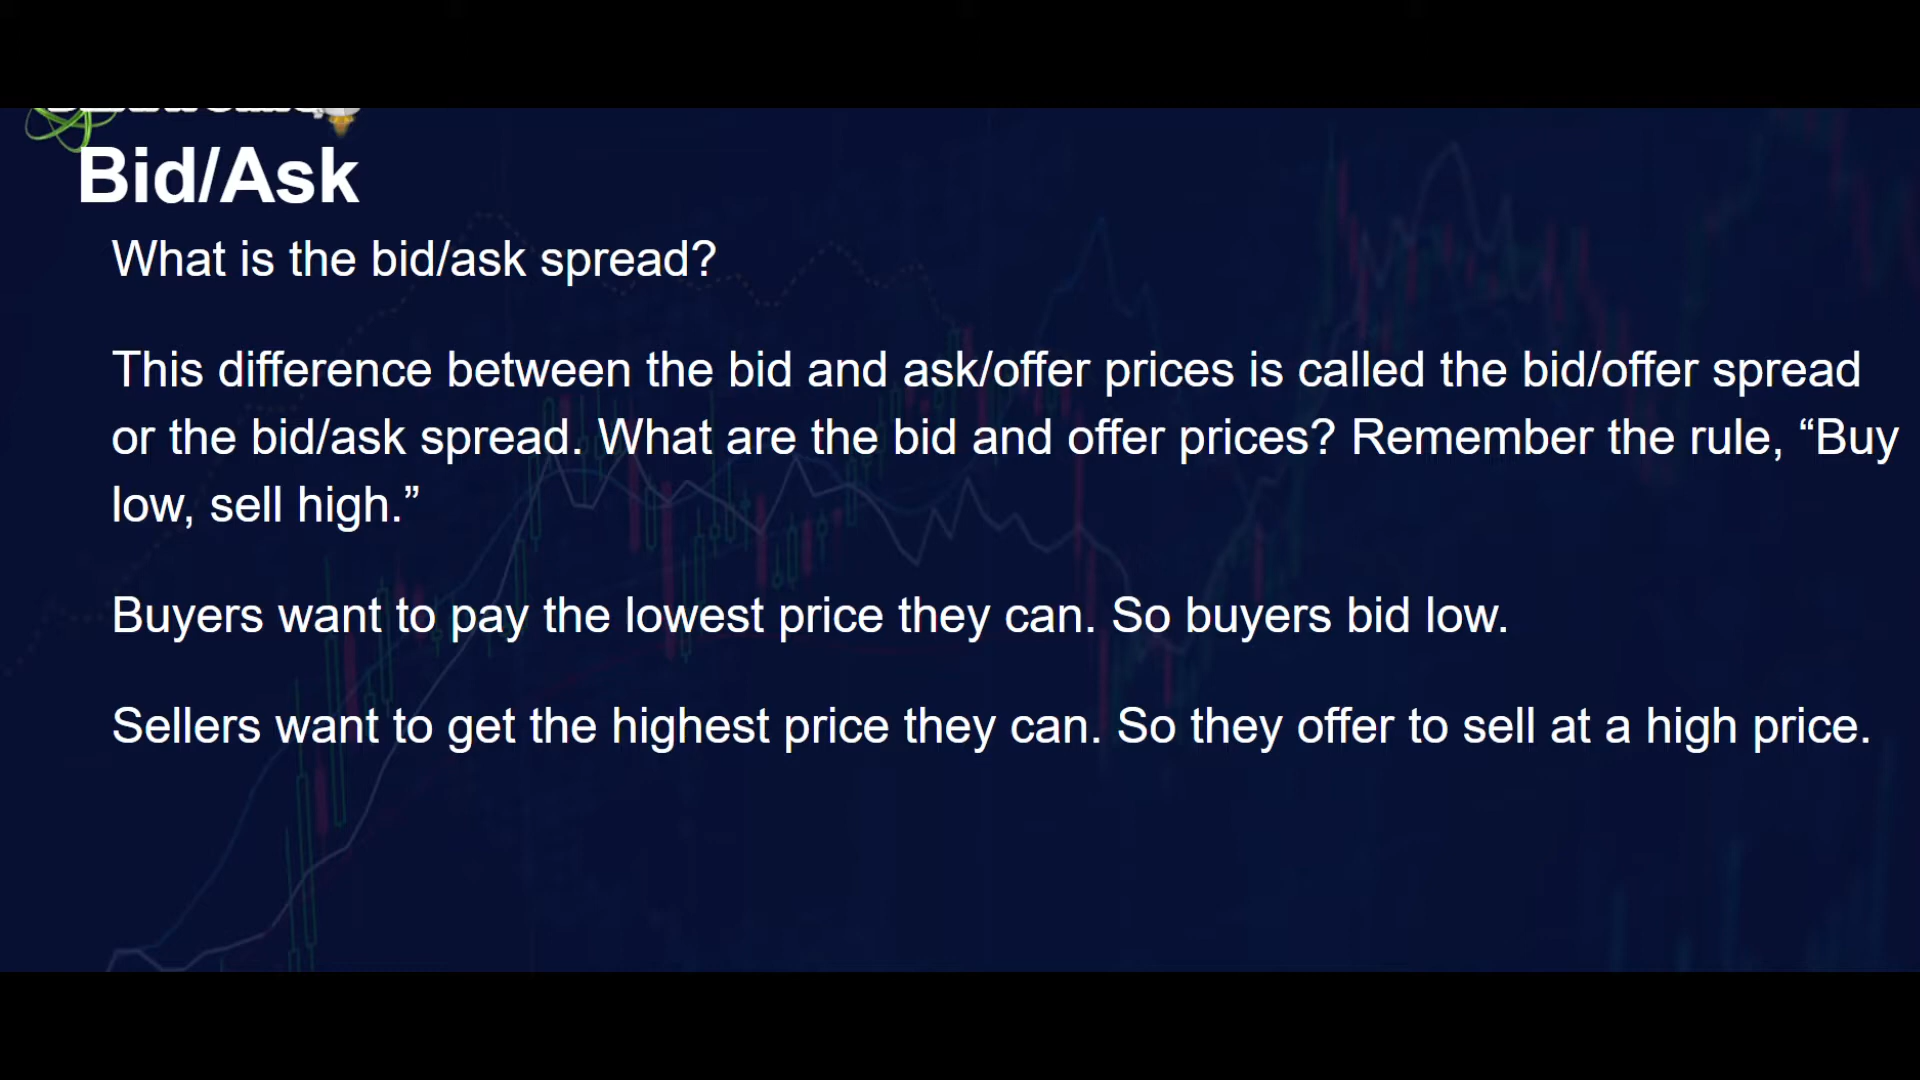 Bid/Ask
What is the bid/ask spread?
This difference between the bid and ask/offer prices is called the bid/offer spread
or the bid/ask spread. What are the bid and offer prices? Remember the rule, “Buy
low, sell high.”
Buyers want to pay the lowest price they can. So buyers bid low.
Sellers want to get the highest price they can. So they offer to sell at a high price.